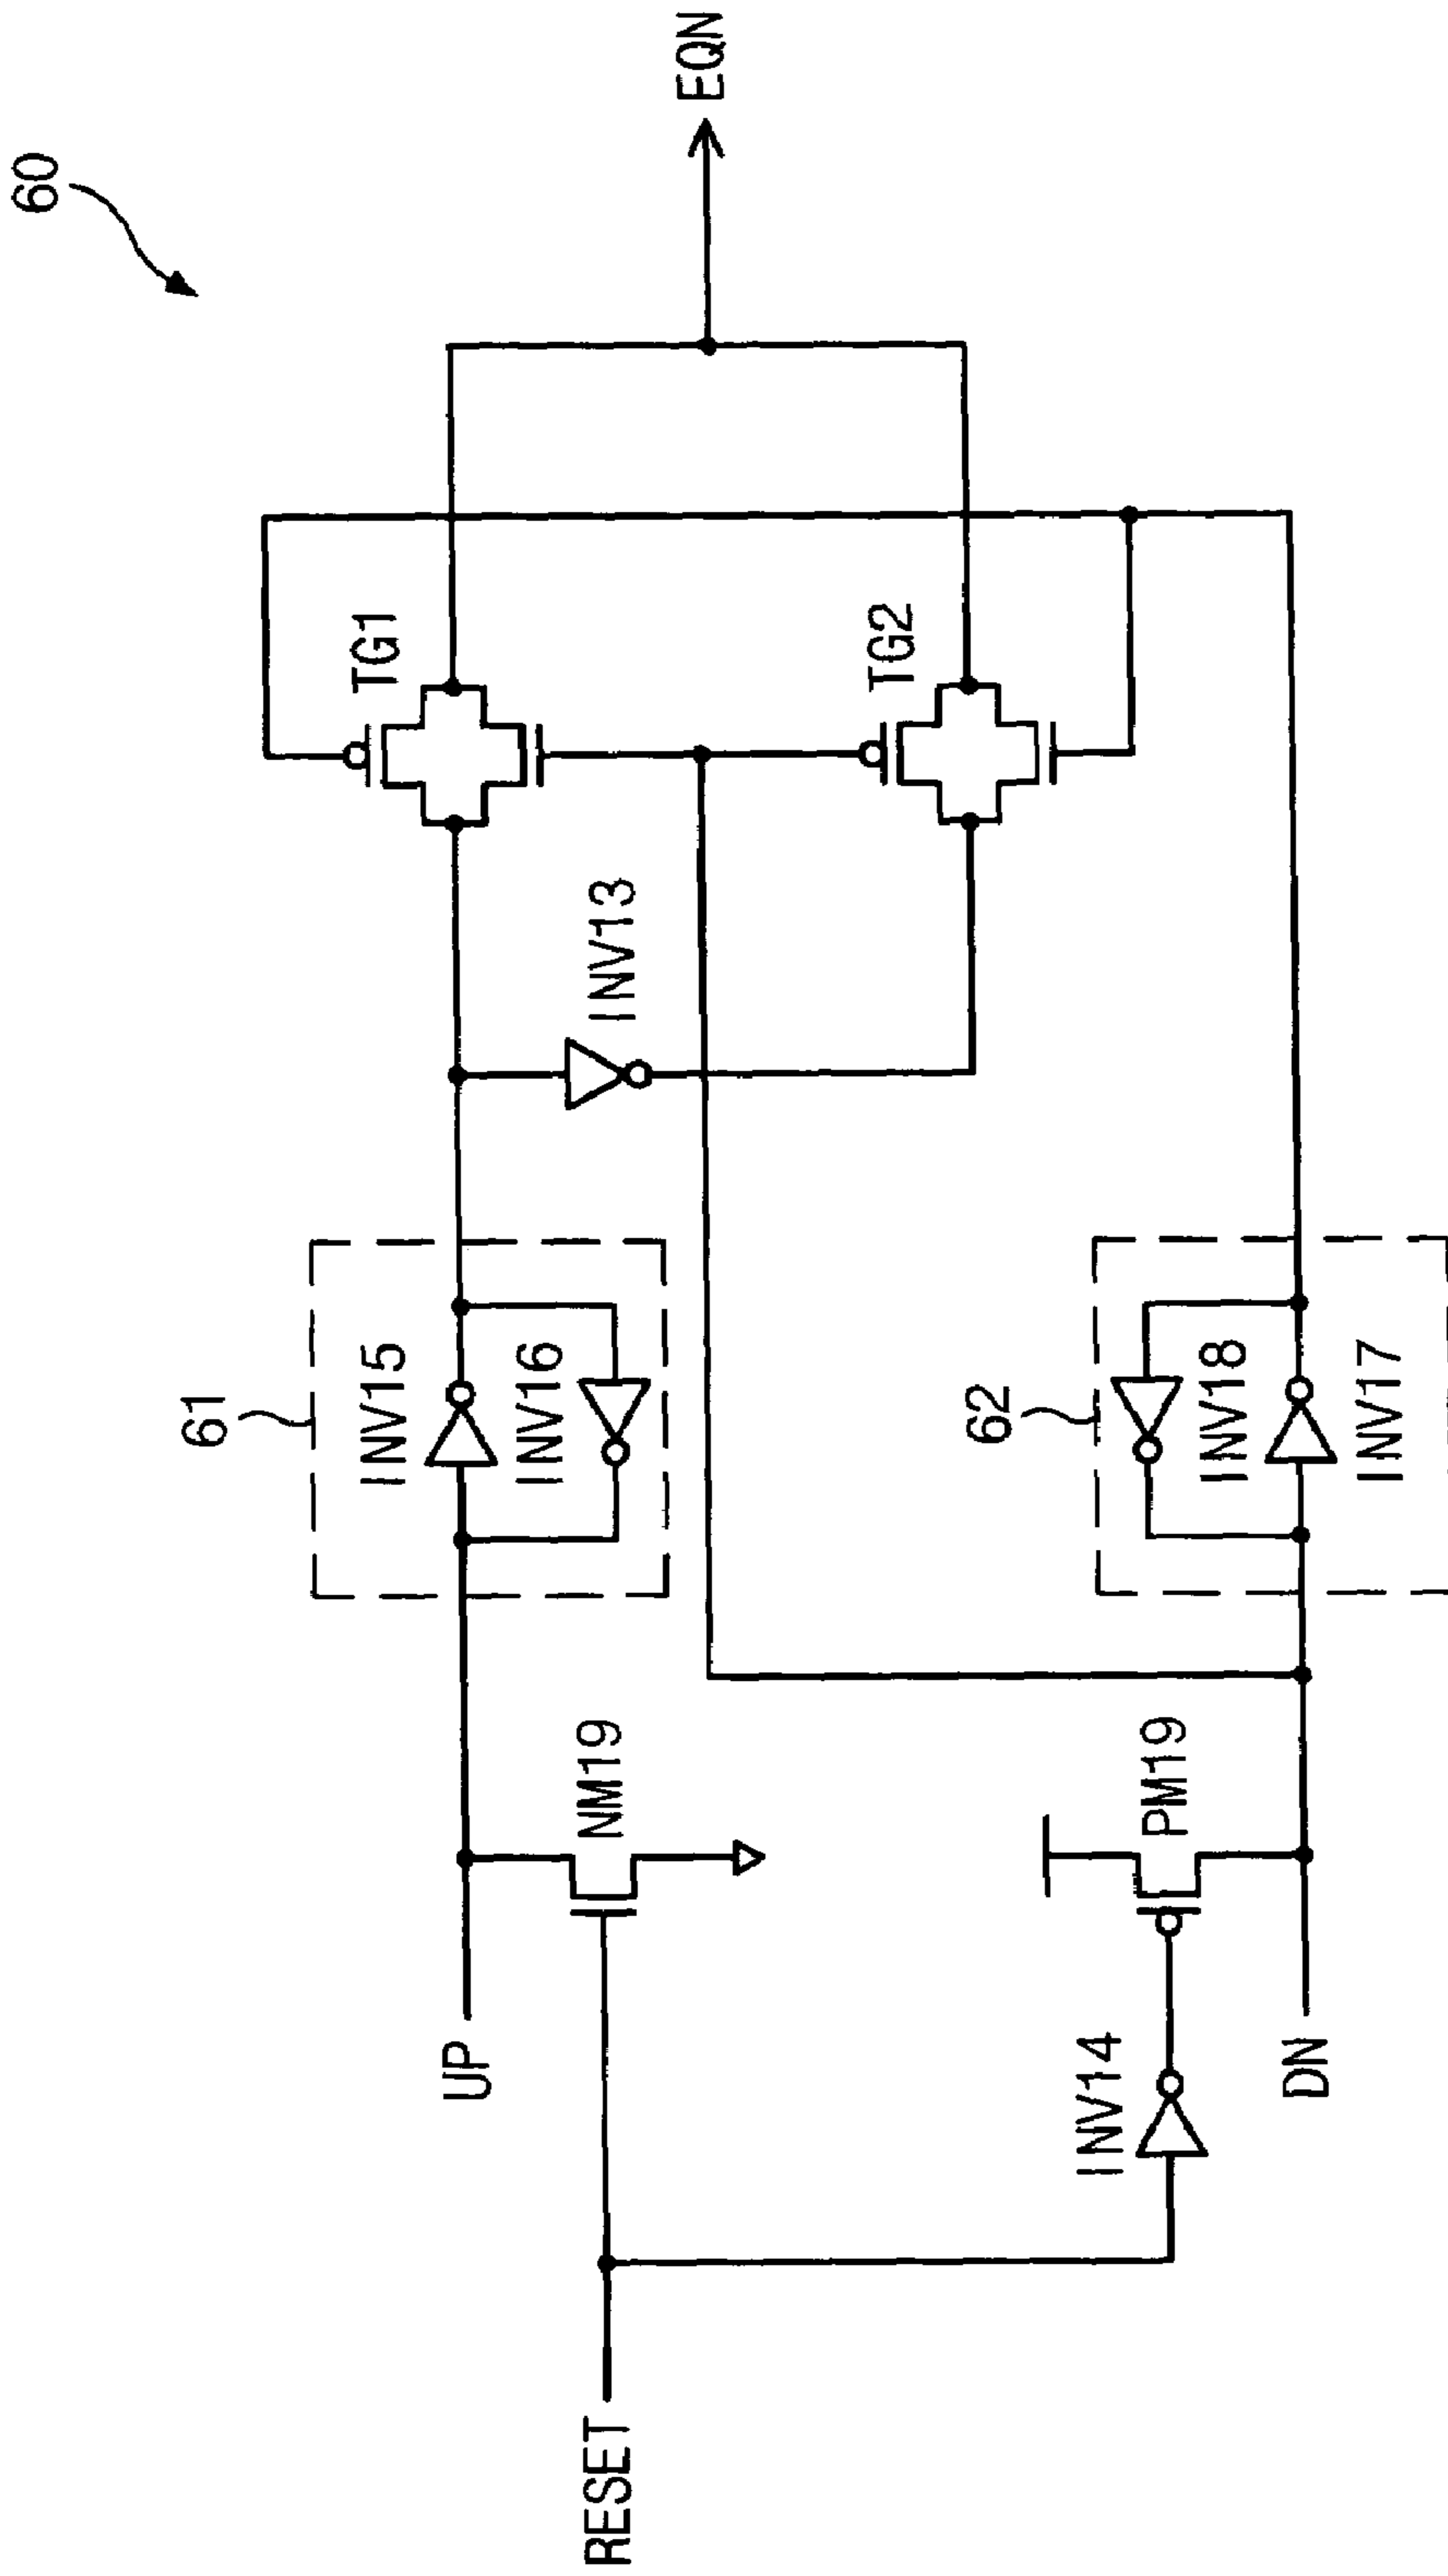 60
EQN
TG1
TG2
INV13
61
INV15
INV16
62
INV18
INV17
UP
NM19
PM19
INV14
DN
RESET